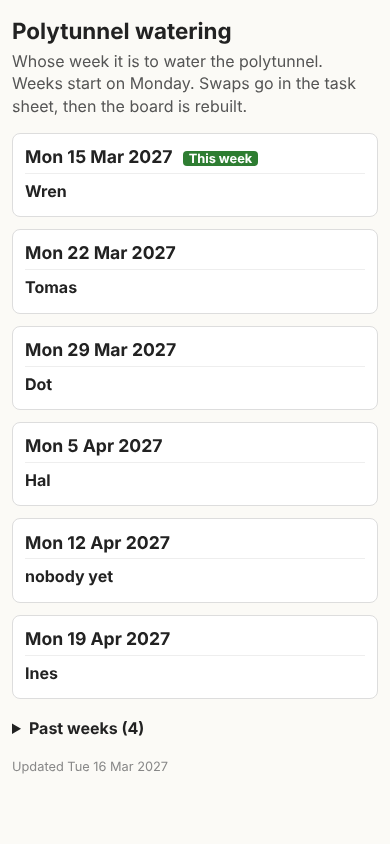 Polytunnel watering
Whose week it is to water the polytunnel.
Weeks start on Monday. Swaps go in the task
sheet, then the board is rebuilt.
Mon 15 Mar 2027 This week
Wren
Mon 22 Mar 2027
Tomas
Mon 29 Mar 2027
Dot
Mon 5 Apr 2027
Hal
Mon 12 Apr 2027
nobody yet
Mon 19 Apr 2027
Ines
Past weeks (4)
Updated Tue 16 Mar 2027